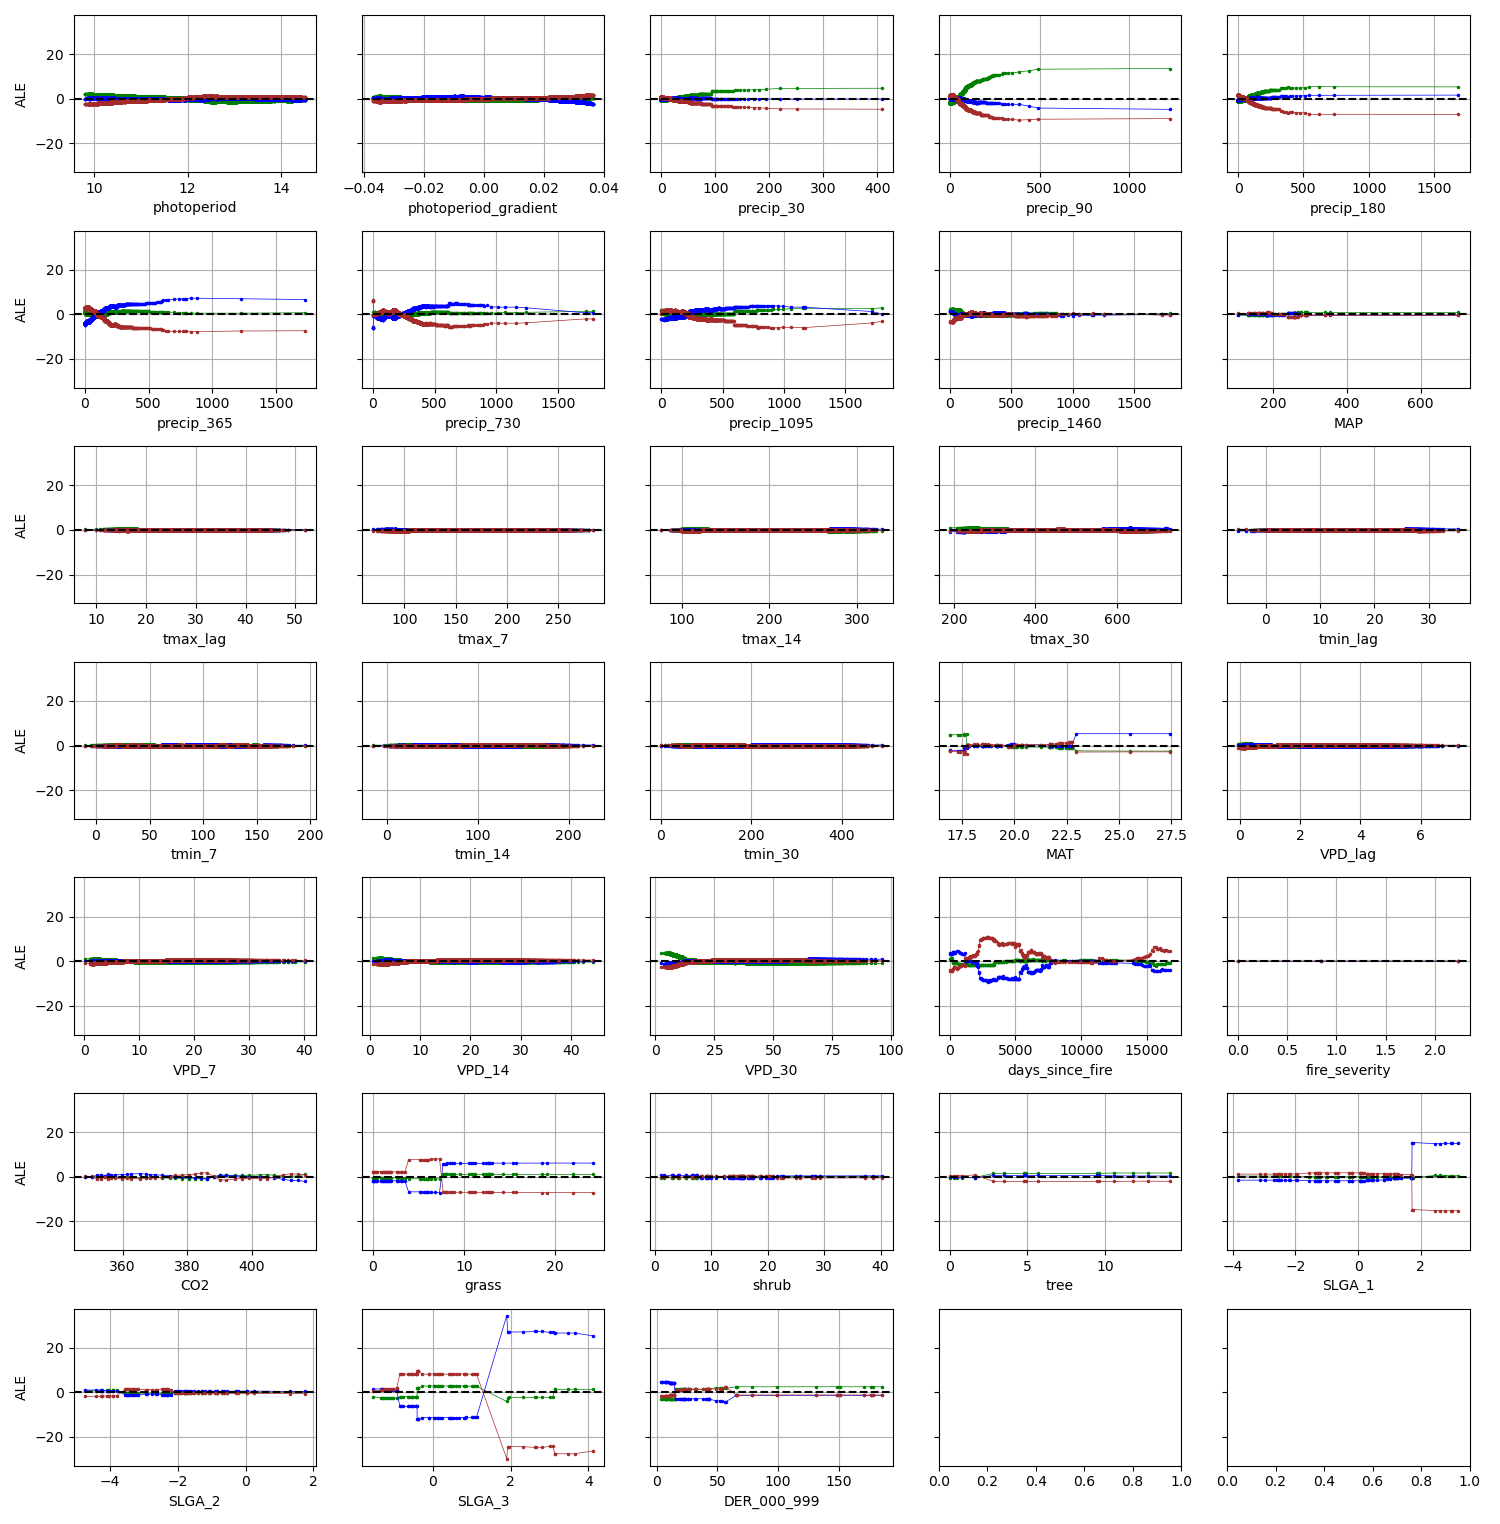 ALE
20
0
−20
10 12 14
photoperiod
−0.04 −0.02 0.00 0.02 0.04
photoperiod_gradient
0 100 200 300 400
precip_30
0 500 1000
precip_90
0 500 1000 1500
precip_180
ALE
20
0
−20
0 500 1000 1500
precip_365
0 500 1000 1500
precip_730
0 500 1000 1500
precip_1095
0 500 1000 1500
precip_1460
200 400 600
MAP
ALE
20
0
−20
10 20 30 40 50
tmax_lag
100 150 200 250
tmax_7
100 200 300
tmax_14
200 400 600
tmax_30
0 10 20 30
tmin_lag
ALE
20
0
−20
0 50 100 150 200
tmin_7
0 100 200
tmin_14
0 200 400
tmin_30
17.5 20.0 22.5 25.0 27.5
MAT
0 2 4 6
VPD_lag
ALE
20
0
−20
0 10 20 30 40
VPD_7
0 10 20 30 40
VPD_14
0 25 50 75 100
VPD_30
0 5000 10000 15000
days_since_fire
0.0 0.5 1.0 1.5 2.0
fire_severity
ALE
20
0
−20
360 380 400
CO2
0 10 20
grass
0 10 20 30 40
shrub
0 5 10
tree
−4 −2 0 2
SLGA_1
ALE
20
0
−20
−4 −2 0 2
SLGA_2
0 2 4
SLGA_3
0 50 100 150
DER_000_999
0.0 0.2 0.4 0.6 0.8 1.0
0.0 0.2 0.4 0.6 0.8 1.0